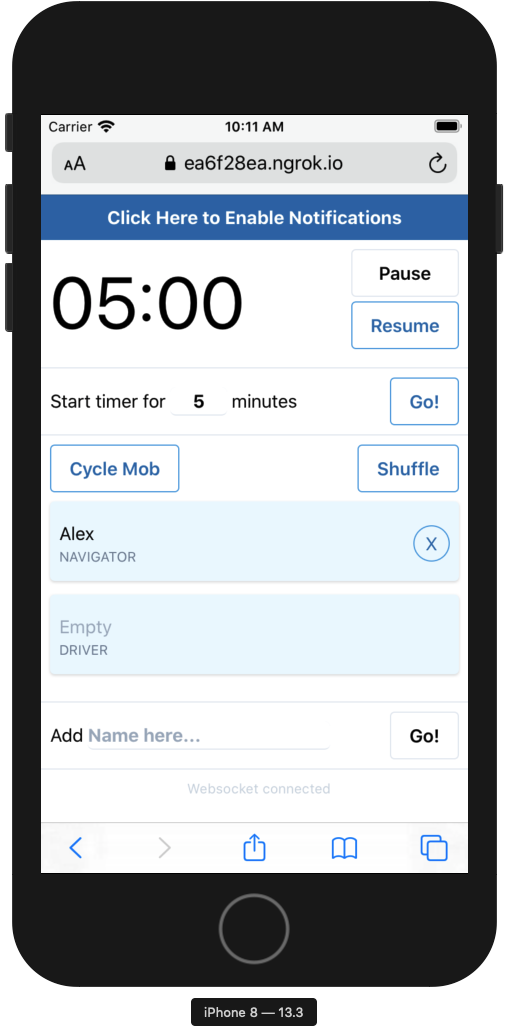 Carrier 10:11 AM
AA ea6f28ea.ngrok.io
Click Here to Enable Notifications
05:00
Pause
Resume
Start timer for 5 minutes Go!
Cycle Mob Shuffle
Alex
NAVIGATOR
X
Empty
DRIVER
Add Name here... Go!
Websocket connected
iPhone 8 — 13.3